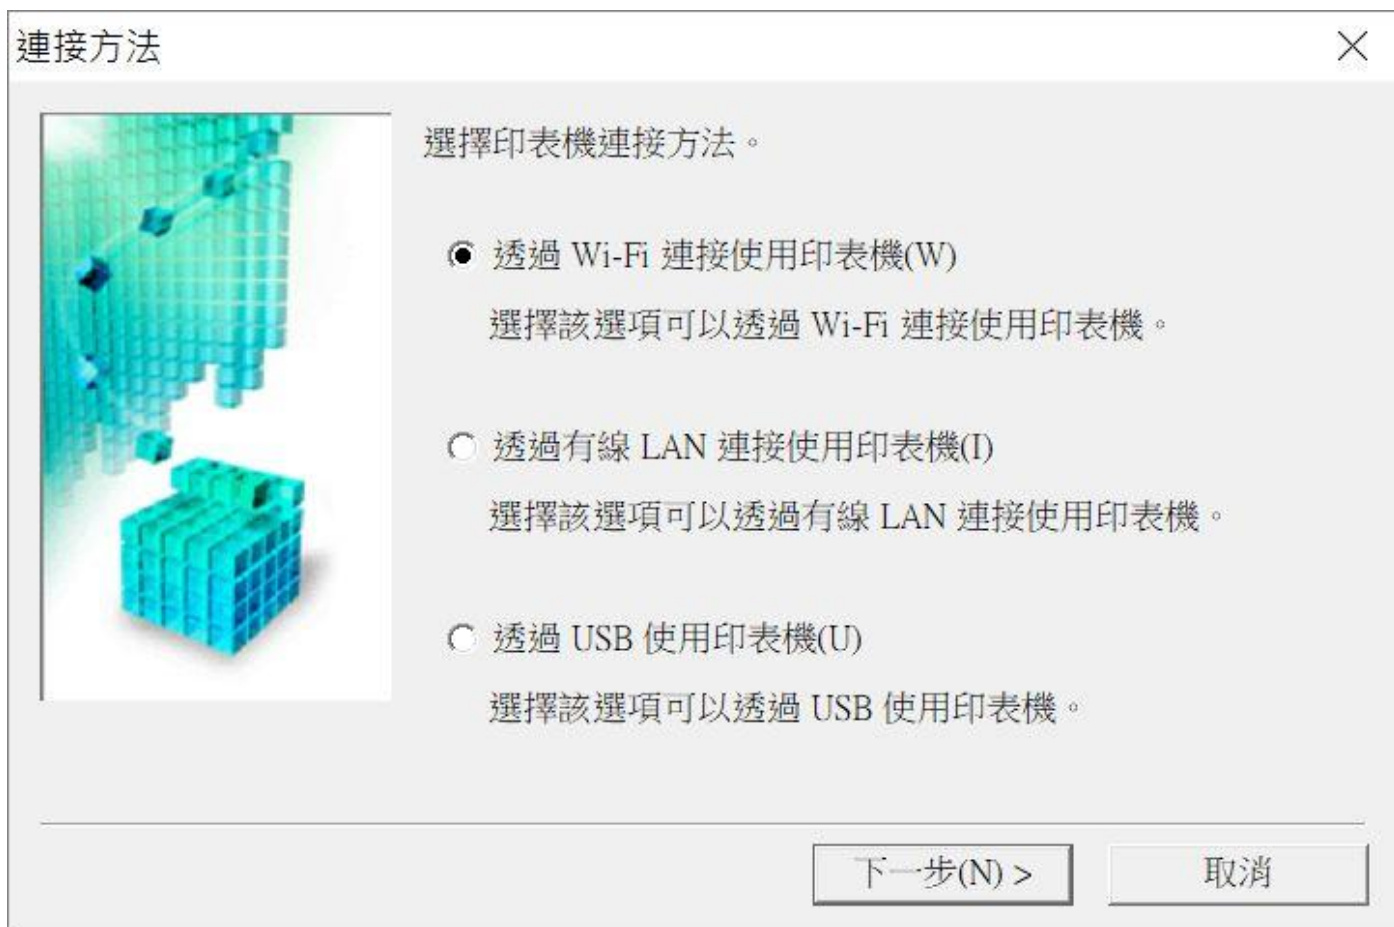 連接方法
選擇印表機連接方法。
透過 Wi-Fi 連接使用印表機(W)
選擇該選項可以透過 Wi-Fi 連接使用印表機。
透過有線 LAN 連接使用印表機(I)
選擇該選項可以透過有線 LAN 連接使用印表機。
透過 USB 使用印表機(U)
選擇該選項可以透過 USB 使用印表機。
下一步(N) >
取消